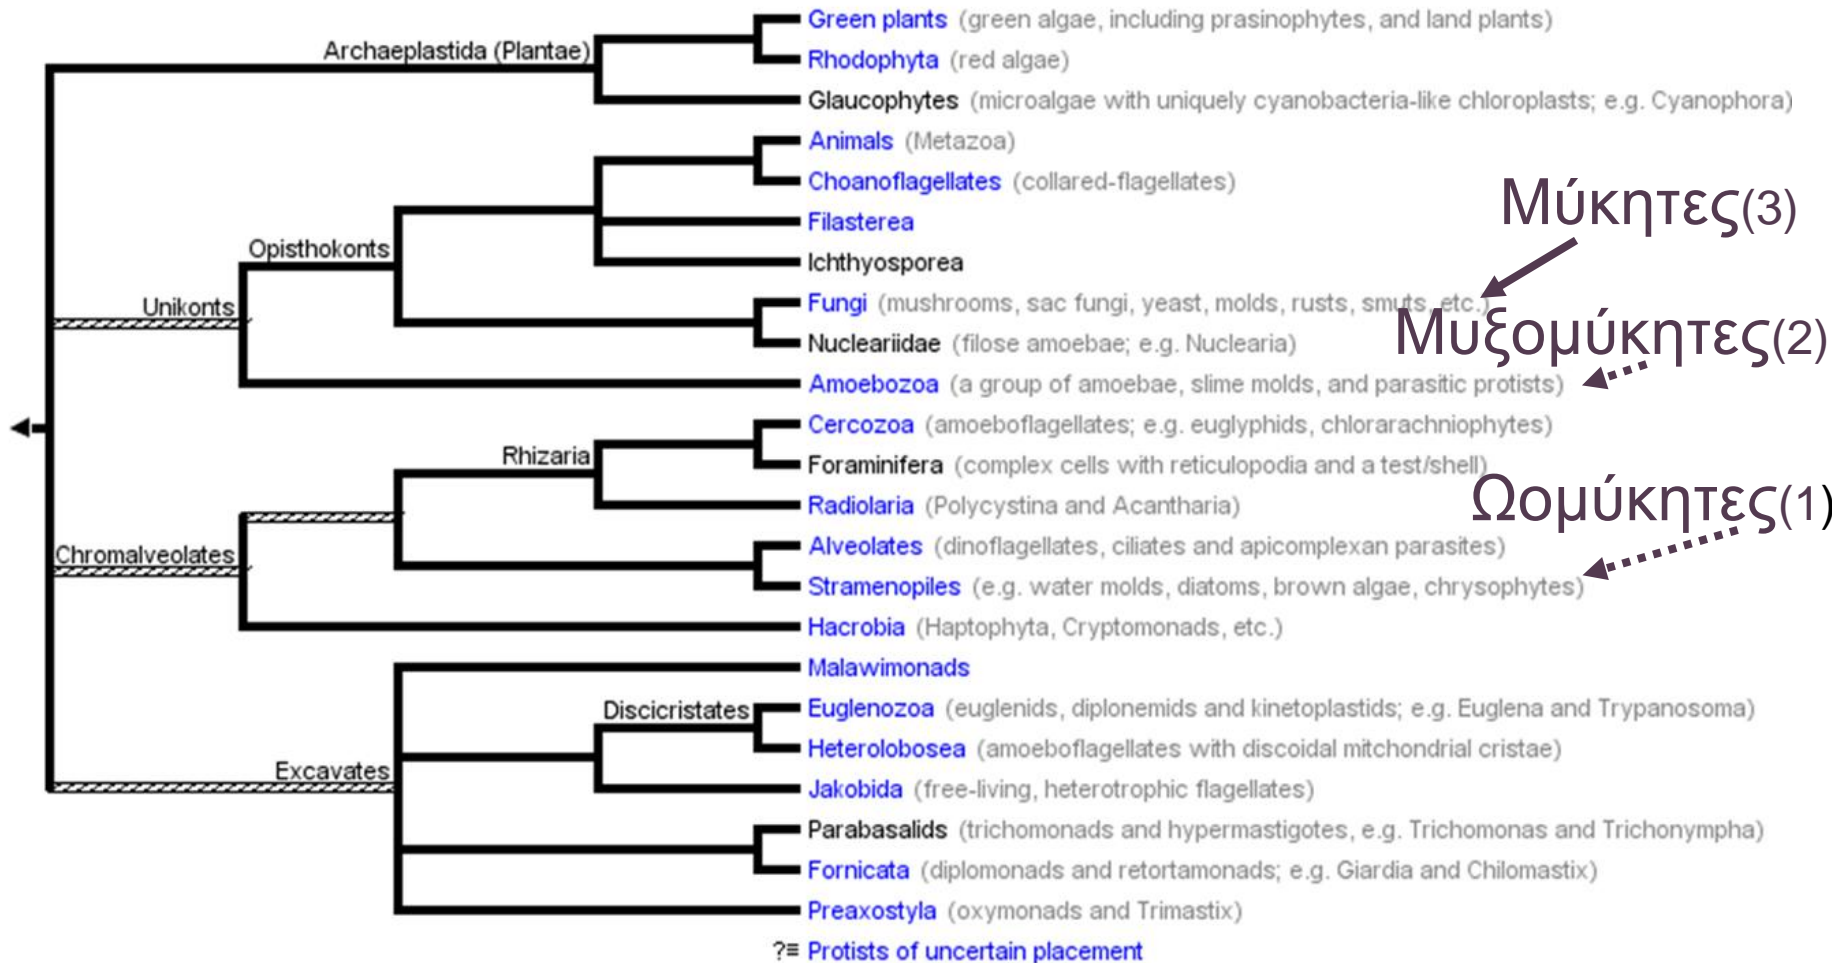 Green plants (green algae, including prasinophytes, and land plants)
Archaeplastida (Plantae)
Rhodophyta (red algae)
Glaucophytes (microalgae with uniquely cyanobacteria-like chloroplasts; e.g. Cyanophora)
Animals (Metazoa)
Choanoflagellates (collared-flagellates)
Μύκητες(3)
Filasterea
Opisthokonts
Ichthyosporea
Unikonts
Fungi (mushrooms, sac fungi, yeast, molds, rusts, smuts, etc.)
Μυξομύκητες(2)
Nucleariidae (filose amoebae; e.g. Nuclearia)
Amoebozoa (a group of amoebae, slime molds, and parasitic protists)
Cercozoa (amoeboflagellates; e.g. euglyphids, chlorarachniophytes)
Rhizaria
Foraminifera (complex cells with reticulopodia and a test/shell)
Ωομύκητες(1)
Radiolaria (Polycystina and Acantharia)
Alveolates (dinoflagellates, ciliates and apicomplexan parasites)
Chromalveolates
Stramenopiles (e.g. water molds, diatoms, brown algae, chrysophytes)
Hacrobia (Haptophyta, Cryptomonads, etc.)
Malawimonads
Discicristates
Euglenozoa (euglenids, diplonemids and kinetoplastids; e.g. Euglena and Trypanosoma)
Heterolobosea (amoeboflagellates with discoidal mitchondrial cristae)
Excavates
Jakobida (free-living, heterotrophic flagellates)
Parabasalids (trichomonads and hypermastigotes, e.g. Trichomonas and Trichonympha)
Fornicata (diplomonads and retortamonads; e.g. Giardia and Chilomastix)
Preaxostyla (oxymonads and Trimastix)
?≡ Protists of uncertain placement